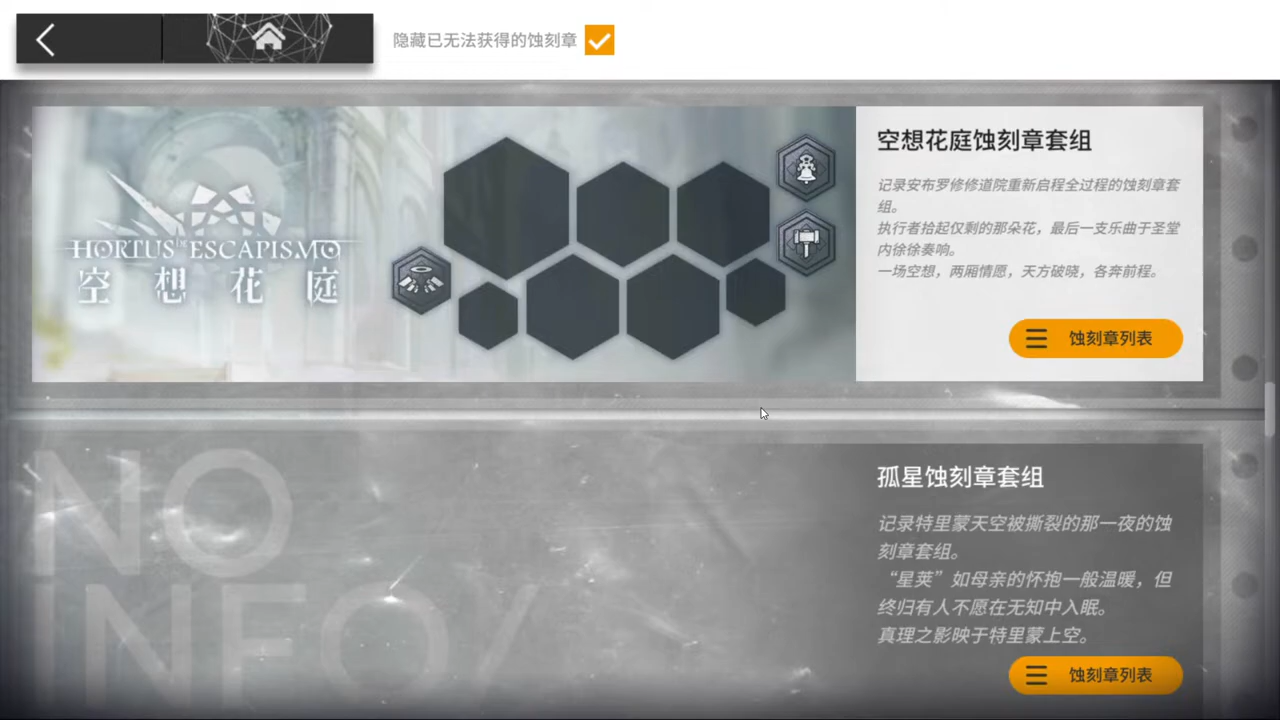 隐藏已无法获得的蚀刻章
HORTUS DE ESCAPISMO
空想花庭
空想花庭蚀刻章套组
记录安布罗修修道院重新启程全过程的蚀刻章套
组。
执行者拾起仅剩的那朵花，最后一支乐曲于圣堂
内徐徐奏响。
一场空想，两厢情愿，天方破晓，各奔前程。
蚀刻章列表
NO
INFO/
孤星蚀刻章套组
记录特里蒙天空被撕裂的那一夜的蚀
刻章套组。
“星荚”如母亲的怀抱一般温暖，但
终归有人不愿在无知中入眠。
真理之影映于特里蒙上空。
蚀刻章列表